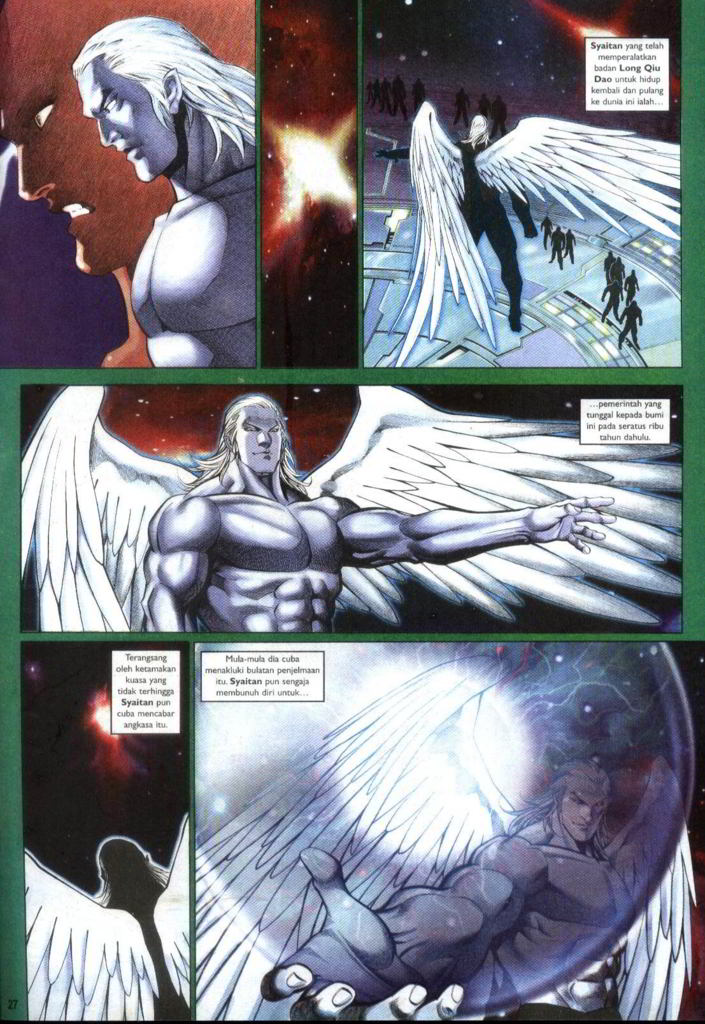 Syaitan yang telah
memperalatkan
badan Long Qiu
Dao untuk hidup
kembali dan pulang
ke dunia ini ialah...
...pemerintah yang
tunggal kepada bumi
ini pada seratus ribu
tahun dahulu.
Terangsang
oleh ketamakan
kuasa yang
tidak terhingga
Syaitan pun
cuba mencabar
angkasa itu.
Mula-mula dia cuba
menakluki bulatan penjelmaan
itu. Syaitan pun sengaja
membunuh diri untuk...
27